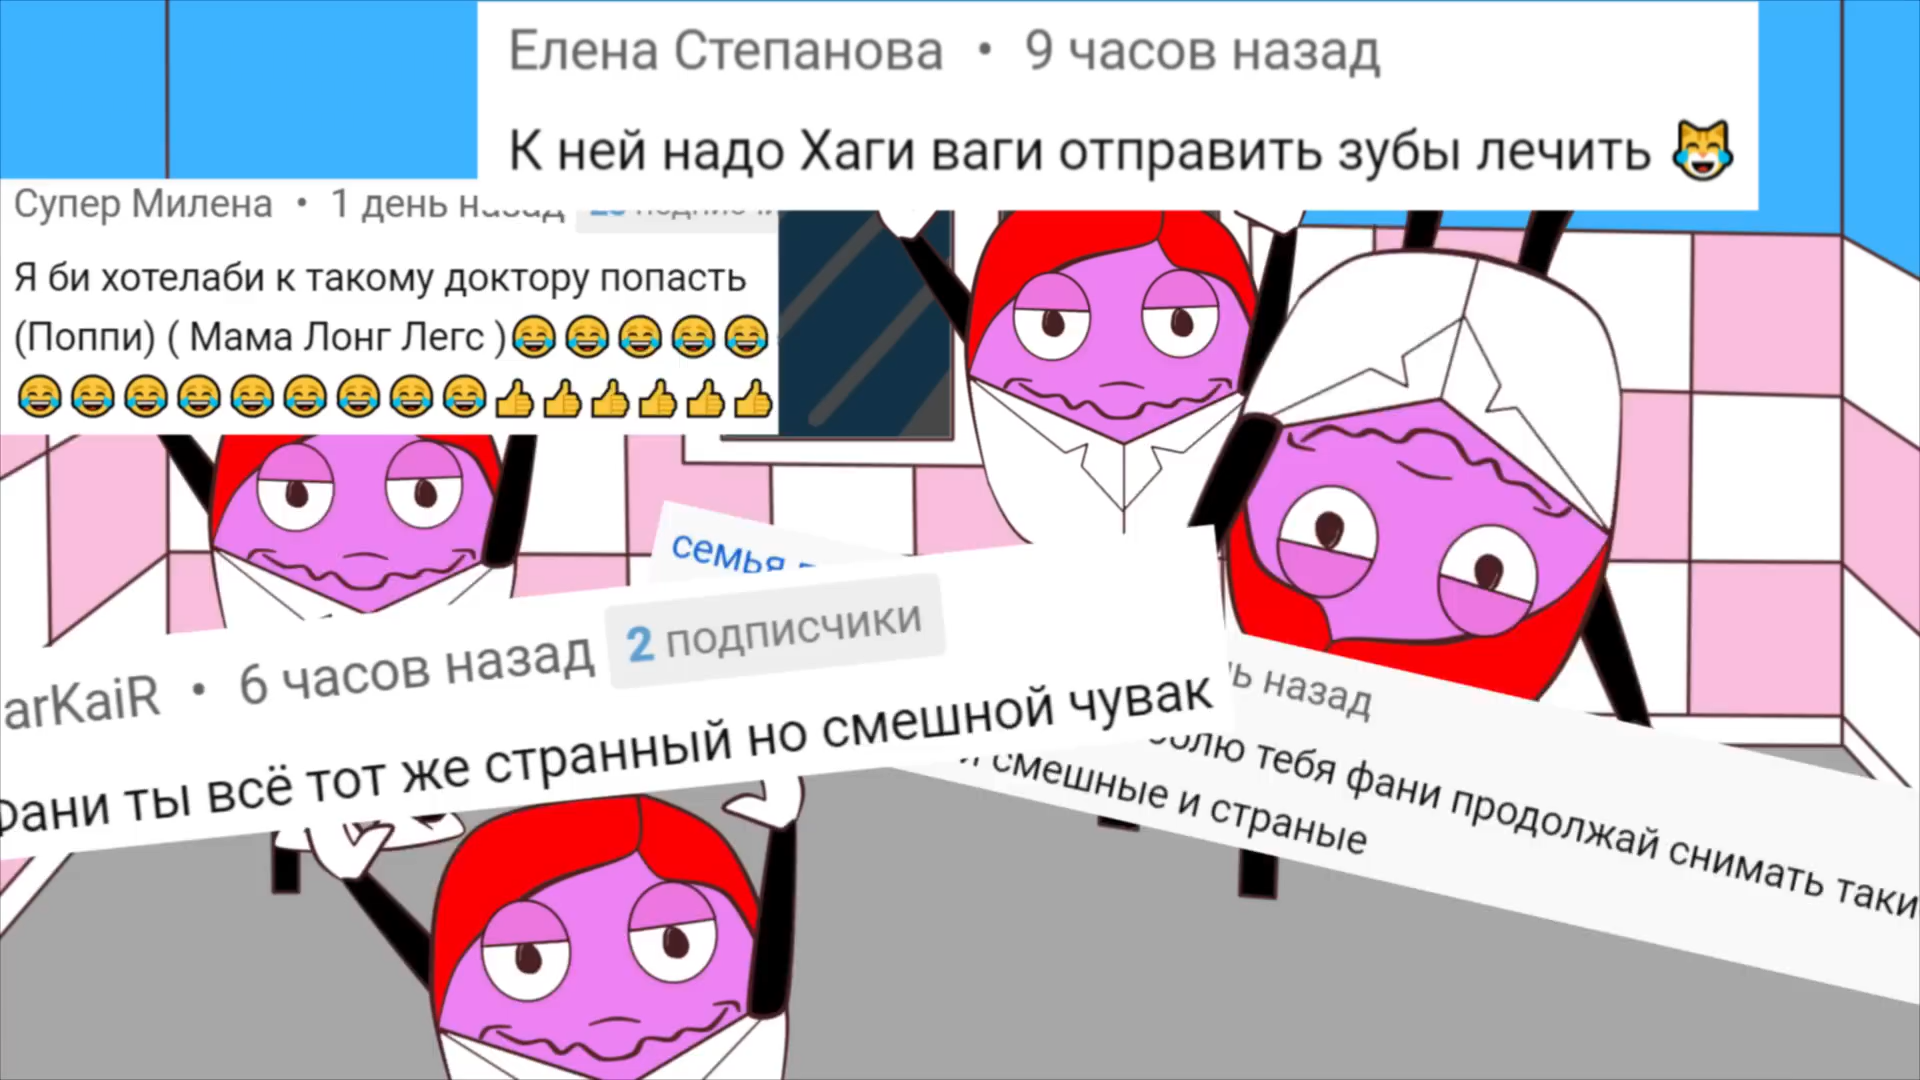 Елена Степанова • 9 часов назад
К ней надо Хаги ваги отправить зубы лечить 😹
Супер Милена • 1 день назад
Я би хотелаби к такому доктору попасть
(Поппи) ( Мама Лонг Легс )😂😂😂😂😂
😂😂😂😂😂😂😂😂😂👍👍👍👍👍👍
семья
arKaiR • 6 часов назад 2 подписчики
Фани ты всё тот же странный но смешной чувак
назад
тебя фани продолжай снимать таки
смешные и страные